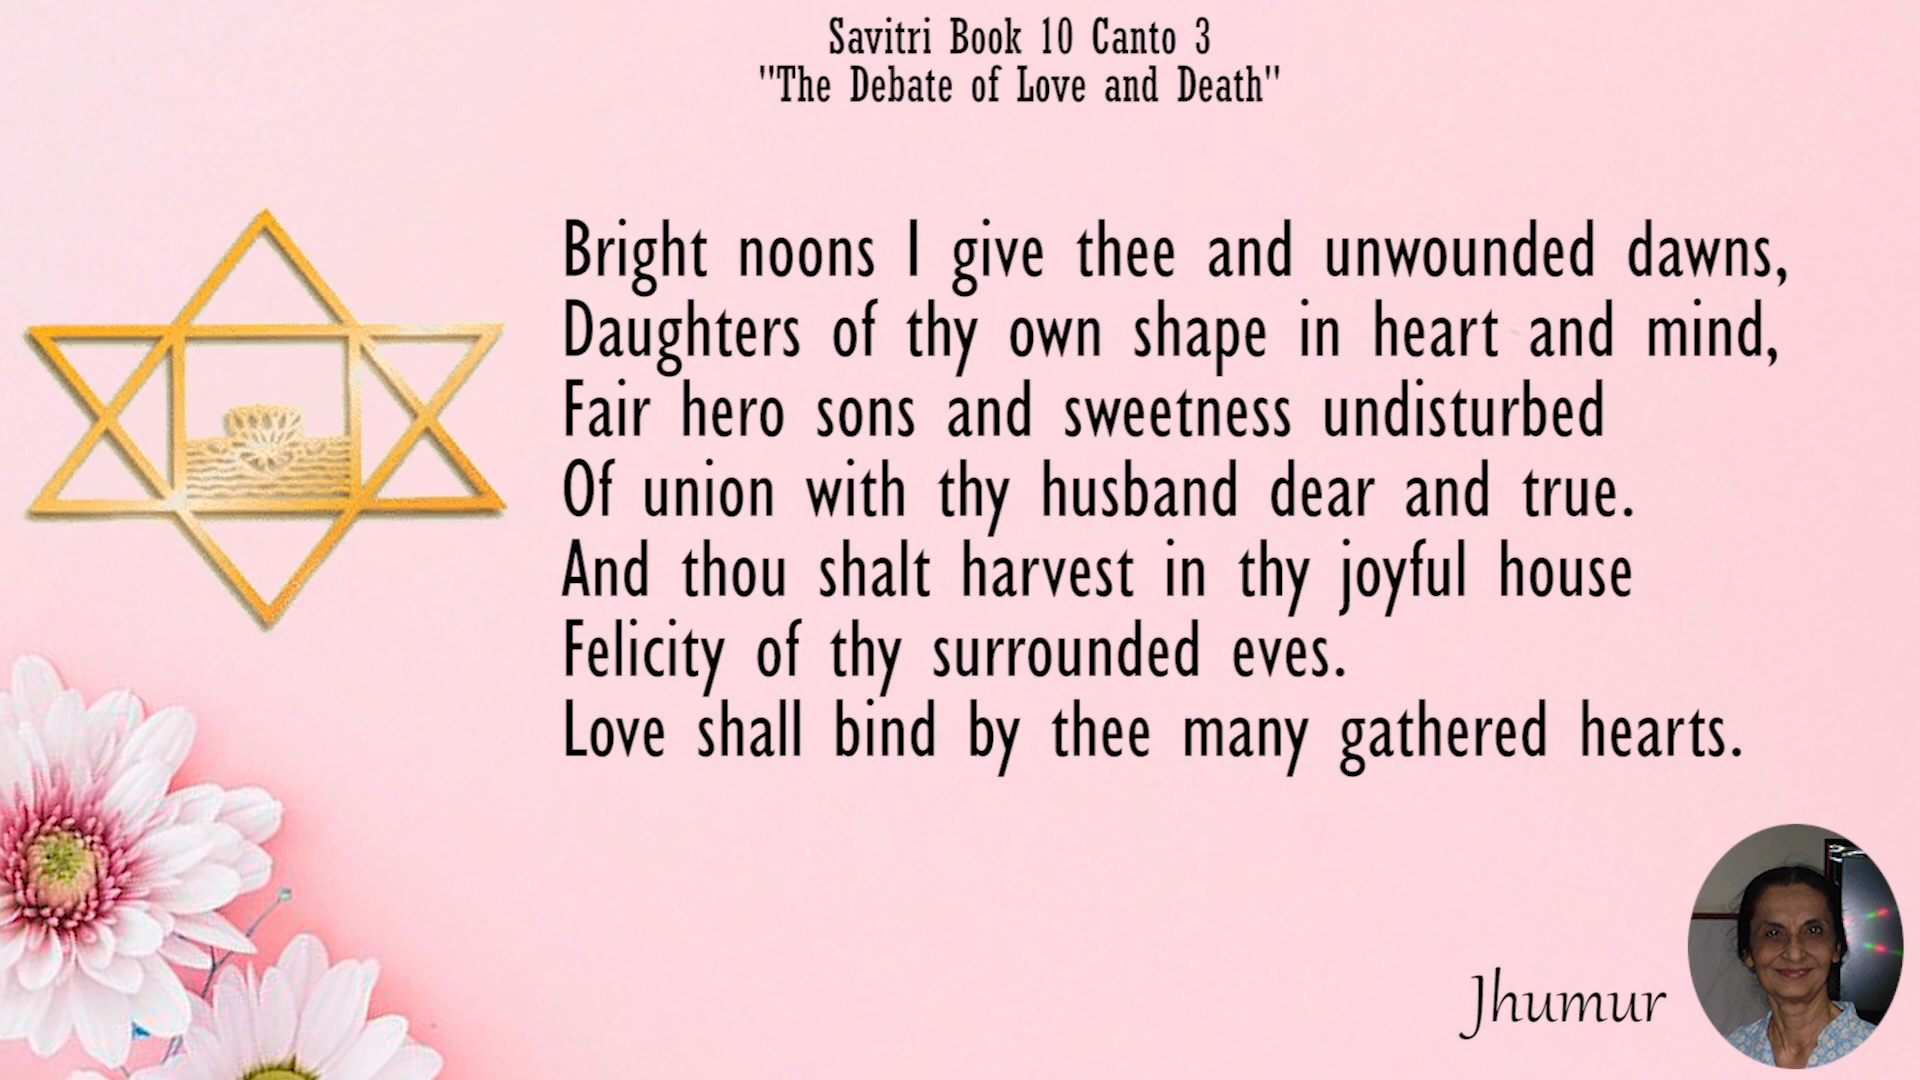 Savitri Book 10 Canto 3
"The Debate of Love and Death"
Bright noons I give thee and unwounded dawns,
Daughters of thy own shape in heart and mind,
Fair hero sons and sweetness undisturbed
Of union with thy husband dear and true.
And thou shalt harvest in thy joyful house
Felicity of thy surrounded eves.
Love shall bind by thee many gathered hearts.
Jhumur